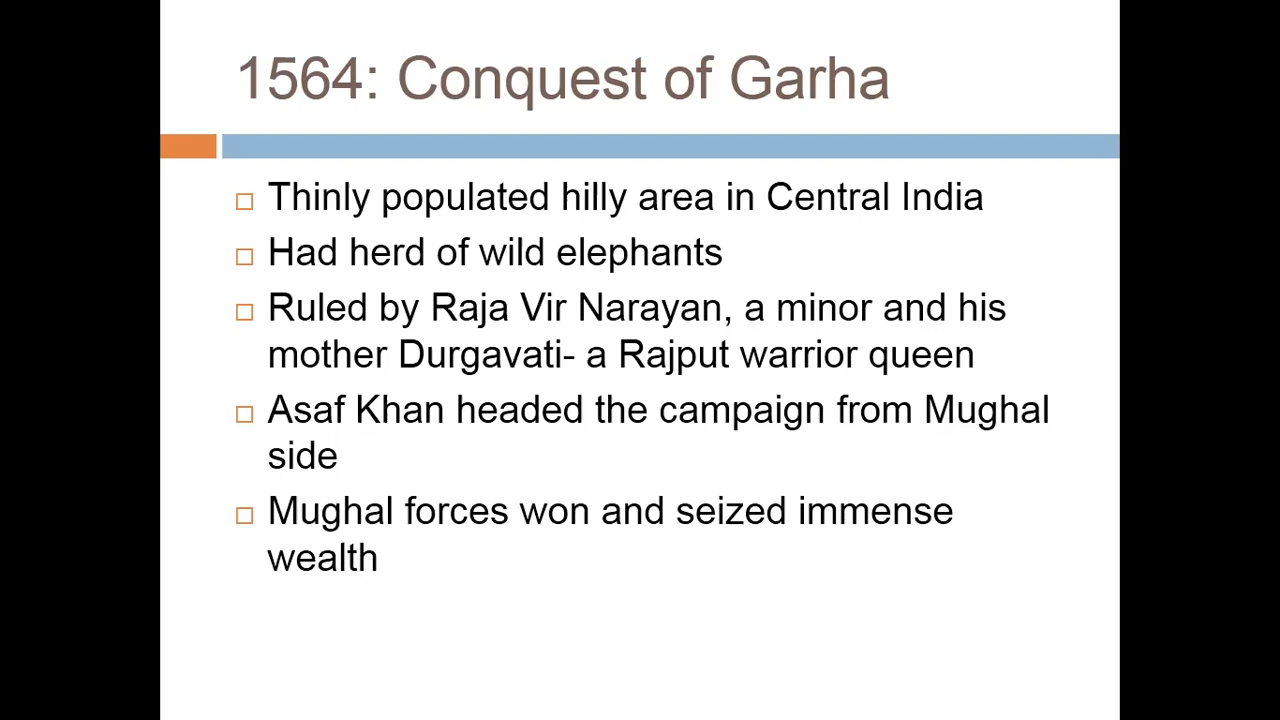 1564: Conquest of Garha
Thinly populated hilly area in Central India
Had herd of wild elephants
Ruled by Raja Vir Narayan, a minor and his
mother Durgavati- a Rajput warrior queen
Asaf Khan headed the campaign from Mughal
side
Mughal forces won and seized immense
wealth